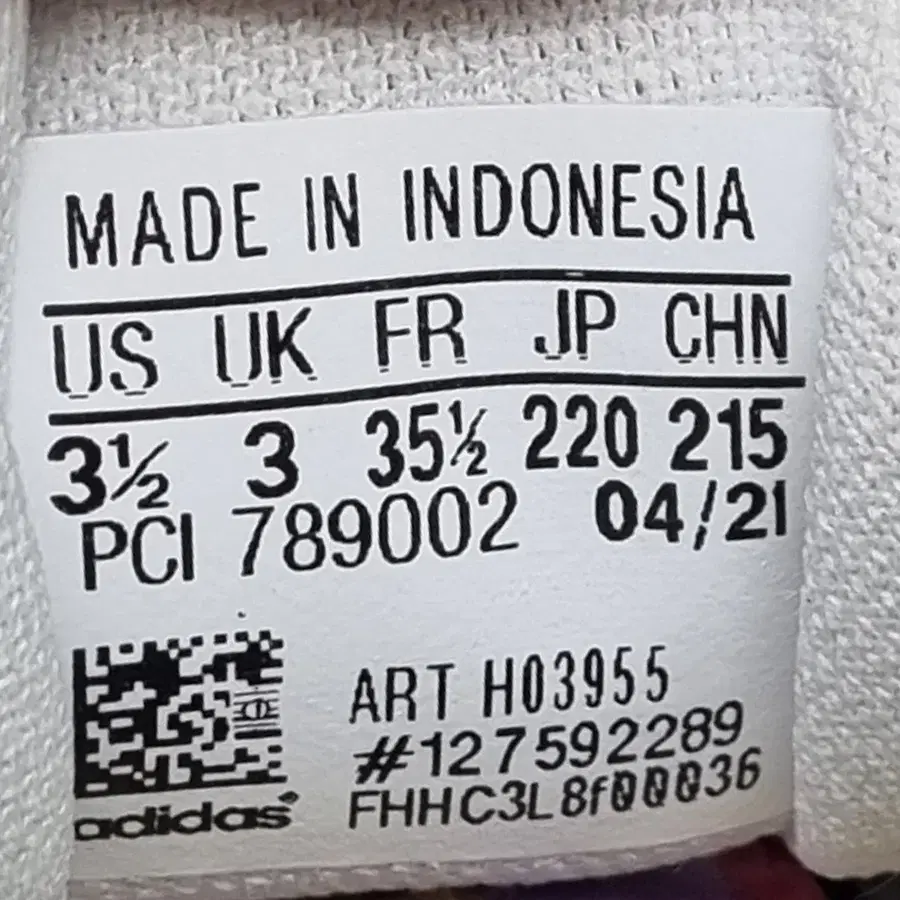 MADE IN INDONESIA
US UK FR JP CHN
3½ 3 35½ 220 215
PCI 789002 04/21
ART H03955
#127592289
FHHC3L8f00036
adidas